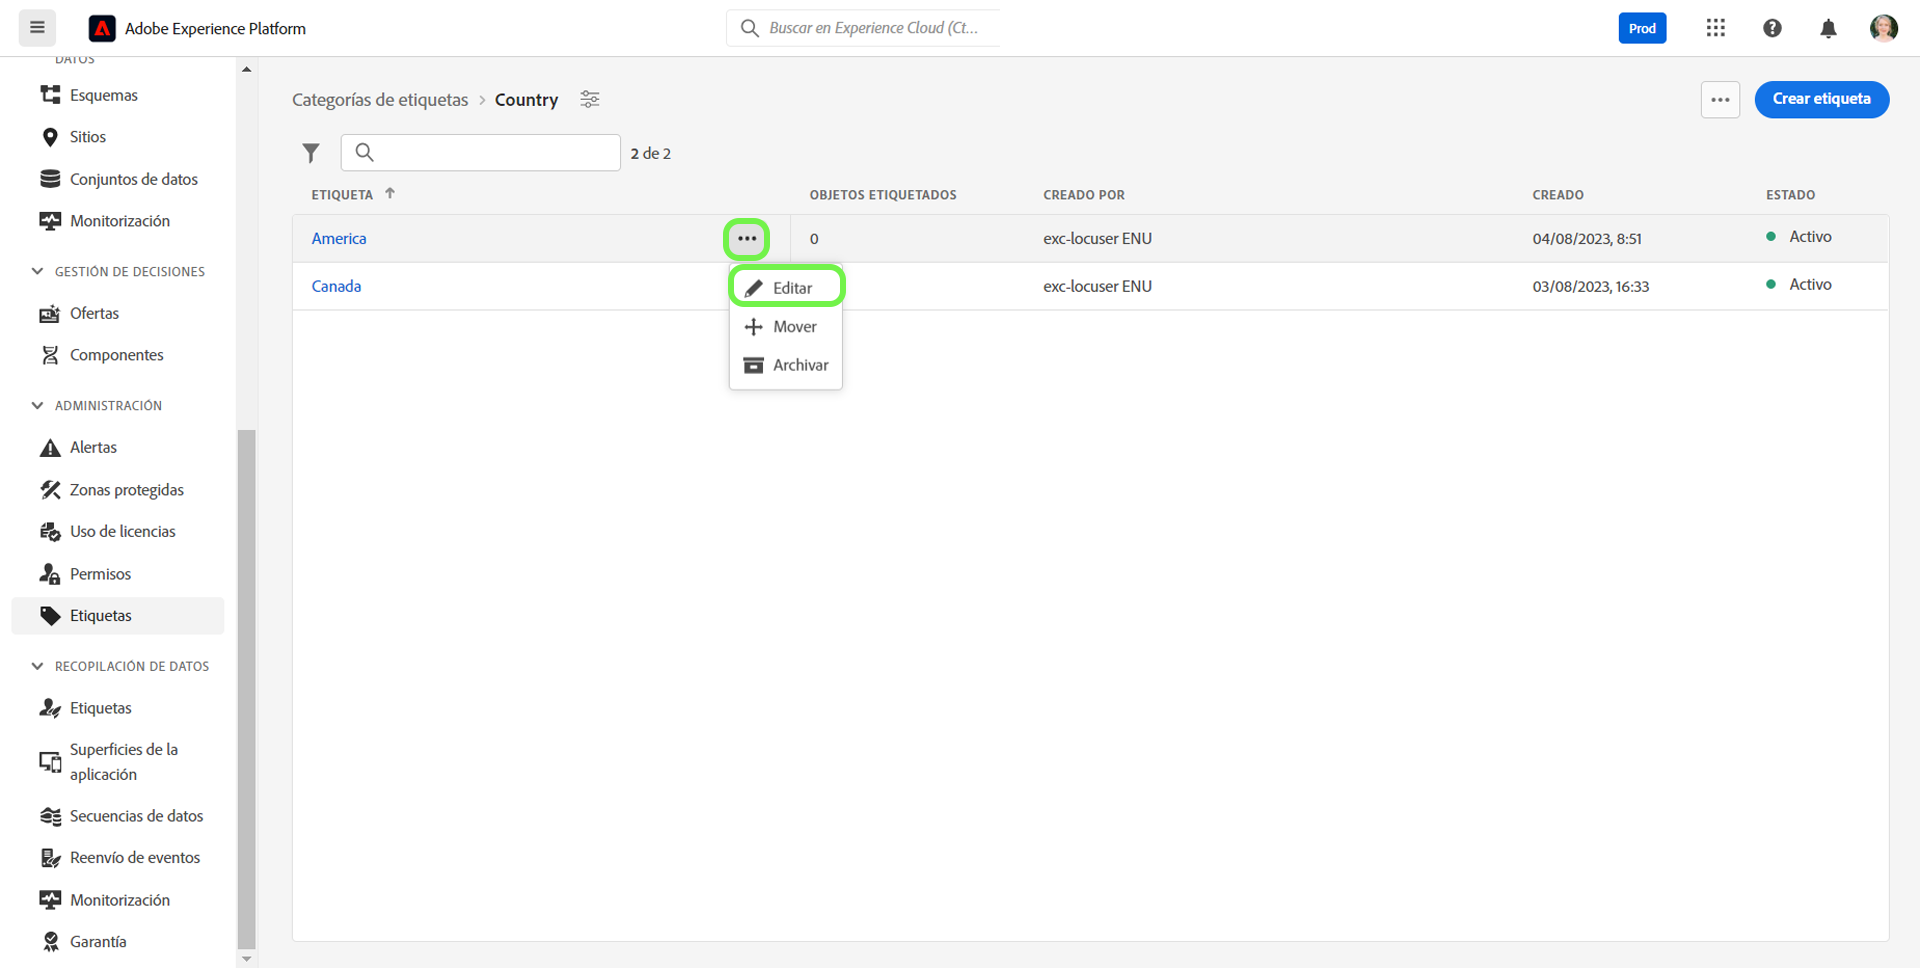 Adobe Experience Platform
Buscar en Experience Cloud (Ct...
Prod
DATOS
Esquemas
Sitios
Conjuntos de datos
Monitorización
GESTIÓN DE DECISIONES
Ofertas
Componentes
ADMINISTRACIÓN
Alertas
Zonas protegidas
Uso de licencias
Permisos
Etiquetas
RECOPILACIÓN DE DATOS
Etiquetas
Superficies de la
aplicación
Secuencias de datos
Reenvío de eventos
Monitorización
Garantía
Categorías de etiquetas > Country
Crear etiqueta
2 de 2
ETIQUETA OBJETOS ETIQUETADOS CREADO POR CREADO ESTADO
America 0 exc-locuser ENU 04/08/2023, 8:51 Activo
Canada exc-locuser ENU 03/08/2023, 16:33 Activo
Editar
Mover
Archivar